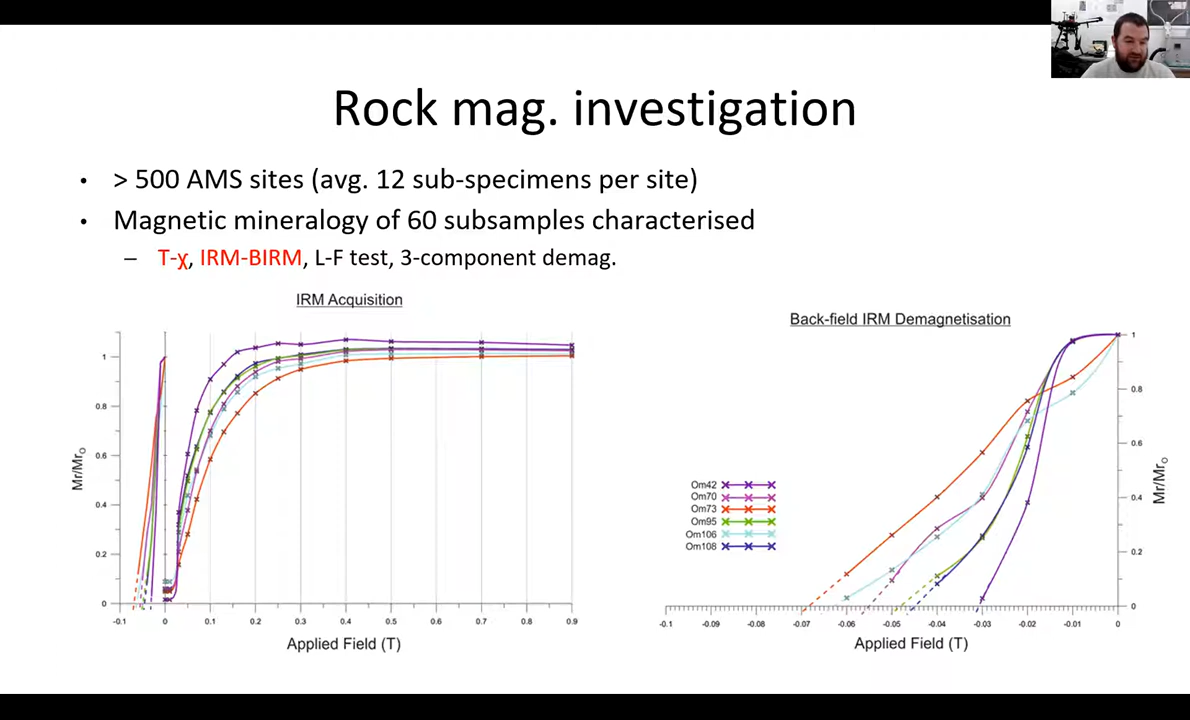 Rock mag. investigation
• > 500 AMS sites (avg. 12 sub-specimens per site)
• Magnetic mineralogy of 60 subsamples characterised
– T-χ, IRM-BIRM, L-F test, 3-component demag.
IRM Acquisition
1
0.8
0.6
0.4
0.2
0
Mr/Mr₀
-0.1 0 0.1 0.2 0.3 0.4 0.5 0.6 0.7 0.8 0.9
Applied Field (T)
Back-field IRM Demagnetisation
Om42
Om70
Om73
Om95
Om106
Om108
1
0.8
0.6
0.4
0.2
0
Mr/Mr₀
-0.1 -0.09 -0.08 -0.07 -0.06 -0.05 -0.04 -0.03 -0.02 -0.01 0
Applied Field (T)